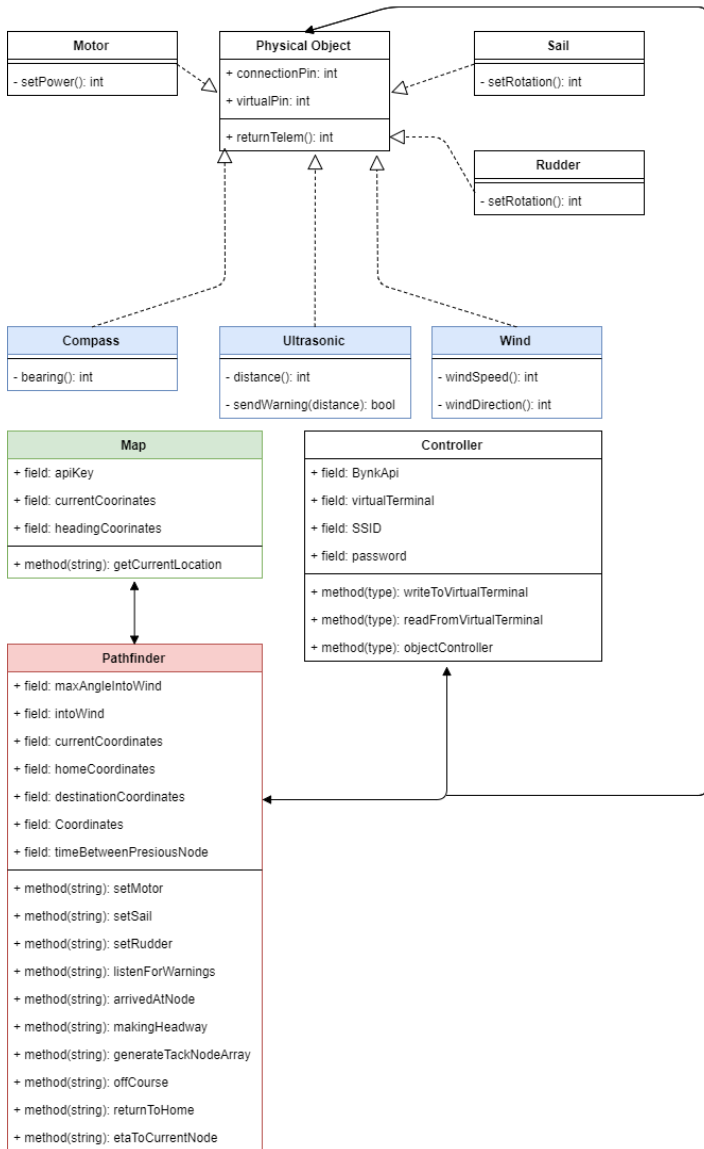 Motor
- setPower(): int
Physical Object
+ connectionPin: int
+ virtualPin: int
+ returnTelem(): int
Sail
- setRotation(): int
Rudder
- setRotation(): int
Compass
- bearing(): int
Ultrasonic
- distance(): int
- sendWarning(distance): bool
Wind
- windSpeed(): int
- windDirection(): int
Map
+ field: apiKey
+ field: currentCoorinates
+ field: headingCoorinates
+ method(string): getCurrentLocation
Controller
+ field: BynkApi
+ field: virtualTerminal
+ field: SSID
+ field: password
+ method(type): writeToVirtualTerminal
+ method(type): readFromVirtualTerminal
+ method(type): objectController
Pathfinder
+ field: maxAngleIntoWind
+ field: intoWind
+ field: currentCoordinates
+ field: homeCoordinates
+ field: destinationCoordinates
+ field: Coordinates
+ field: timeBetweenPresiousNode
+ method(string): setMotor
+ method(string): setSail
+ method(string): setRudder
+ method(string): listenForWarnings
+ method(string): arrivedAtNode
+ method(string): makingHeadway
+ method(string): generateTackNodeArray
+ method(string): offCourse
+ method(string): returnToHome
+ method(string): etaToCurrentNode